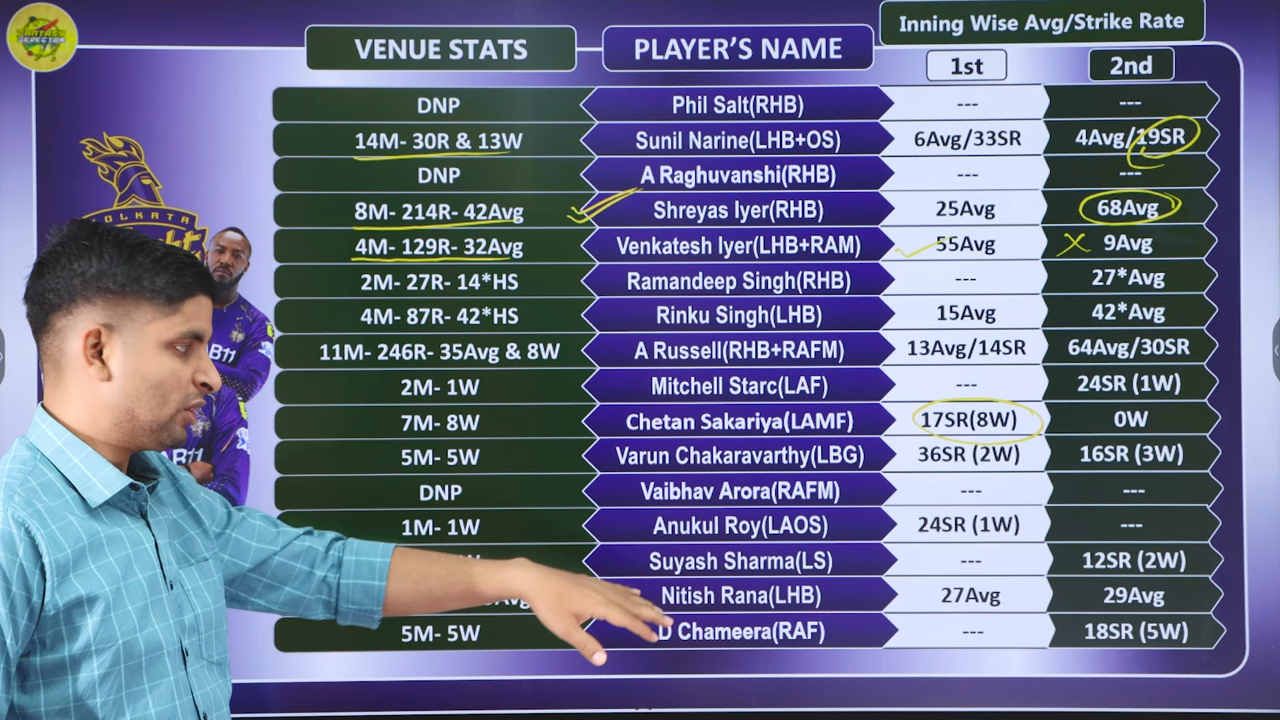 FANTASY
SELECTOR
Inning Wise Avg/Strike Rate
VENUE STATS PLAYER'S NAME 1st 2nd
DNP Phil Salt(RHB) --- ---
14M- 30R & 13W Sunil Narine(LHB+OS) 6Avg/33SR 4Avg/19SR
DNP A Raghuvanshi(RHB) --- ---
8M- 214R- 42Avg Shreyas Iyer(RHB) 25Avg 68Avg
4M- 129R- 32Avg Venkatesh Iyer(LHB+RAM) 55Avg 9Avg
2M- 27R- 14*HS Ramandeep Singh(RHB) --- 27*Avg
4M- 87R- 42*HS Rinku Singh(LHB) 15Avg 42*Avg
11M- 246R- 35Avg & 8W A Russell(RHB+RAFM) 13Avg/14SR 64Avg/30SR
2M- 1W Mitchell Starc(LAF) --- 24SR (1W)
7M- 8W Chetan Sakariya(LAMF) 17SR(8W) 0W
5M- 5W Varun Chakaravarthy(LBG) 36SR (2W) 16SR (3W)
DNP Vaibhav Arora(RAFM) --- ---
1M- 1W Anukul Roy(LAOS) 24SR (1W) ---
Suyash Sharma(LS) --- 12SR (2W)
Nitish Rana(LHB) 27Avg 29Avg
5M- 5W D Chameera(RAF) --- 18SR (5W)